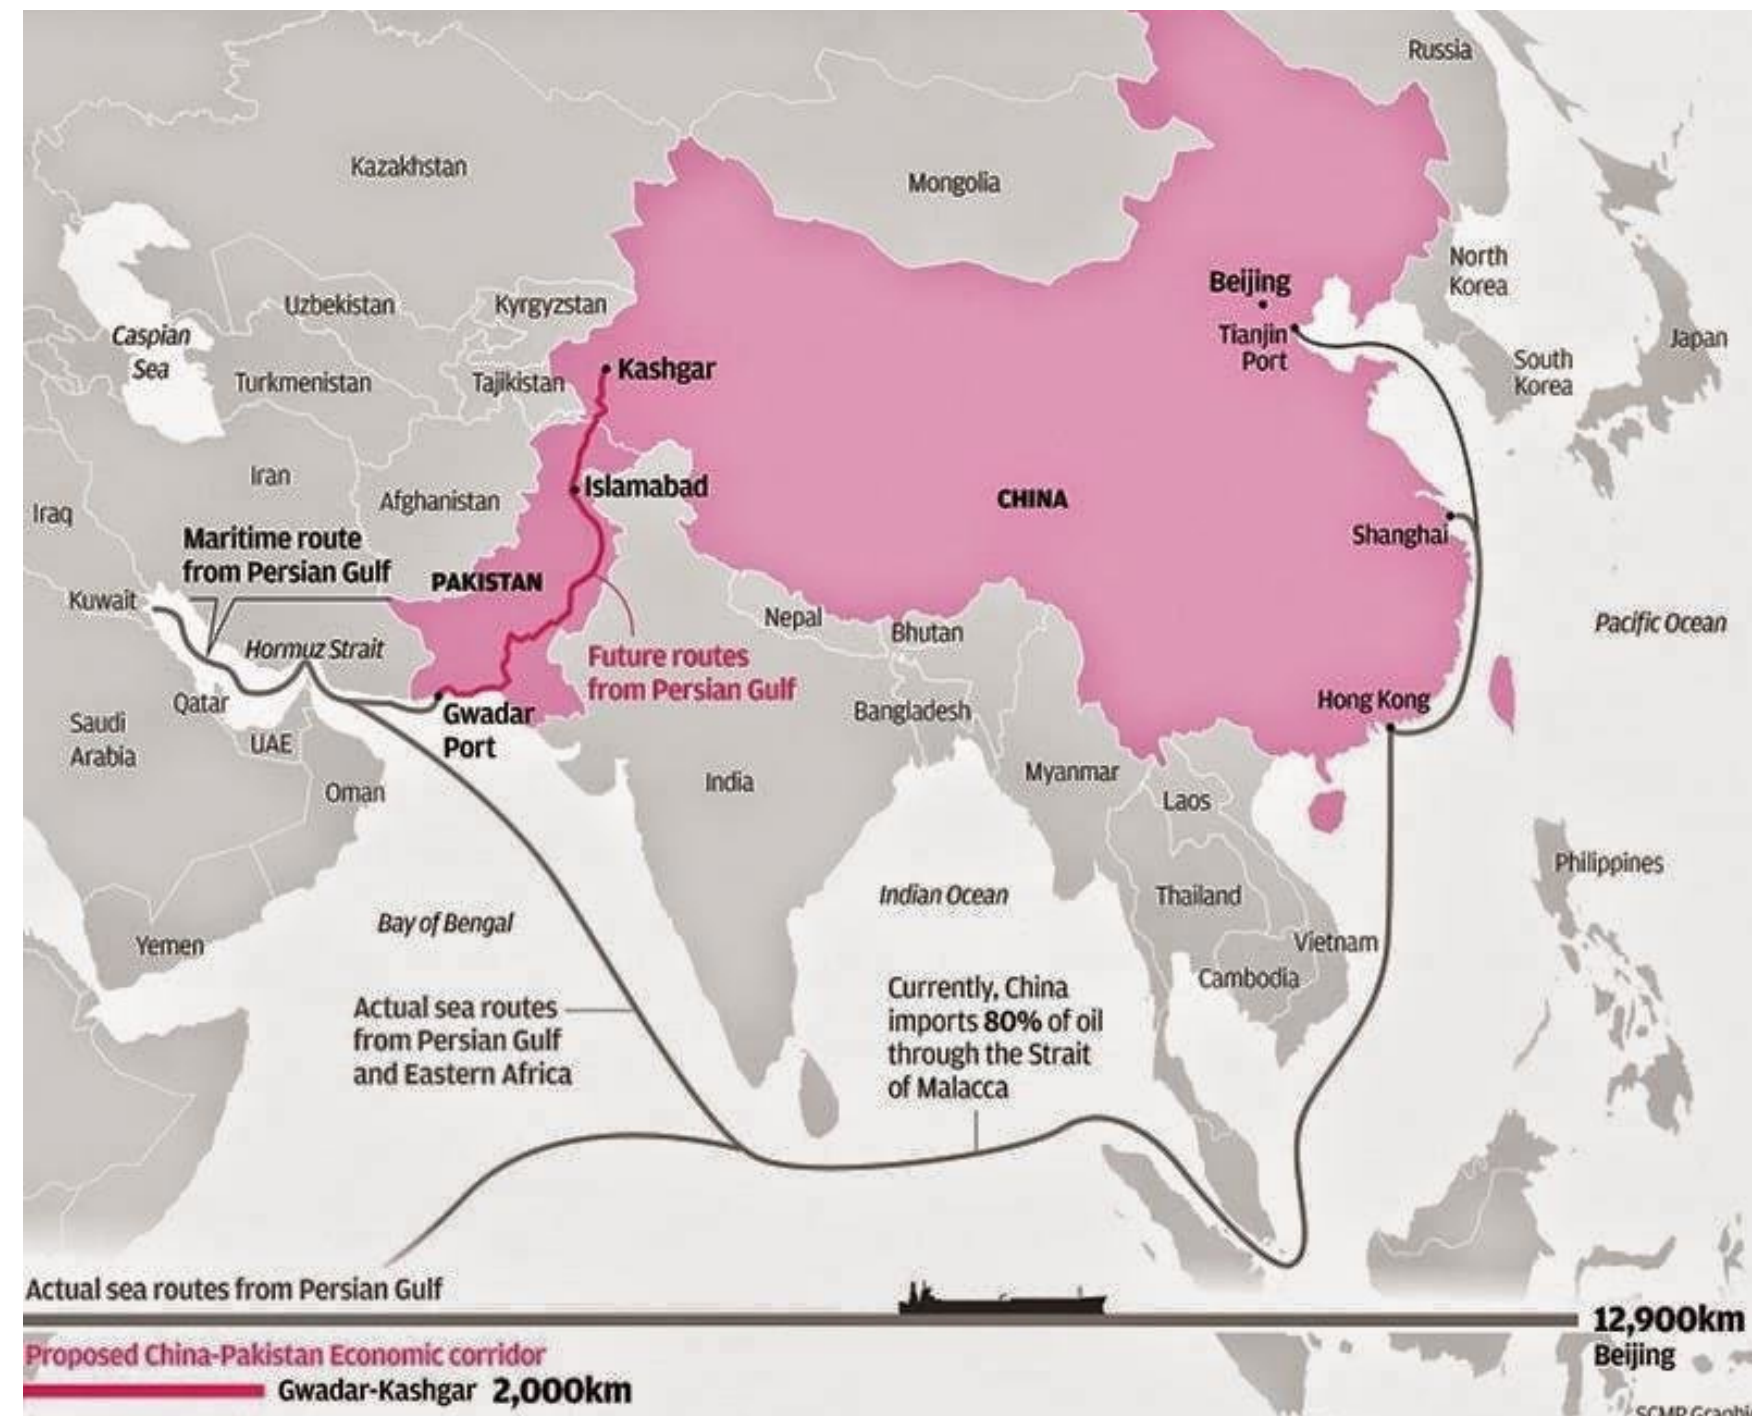 Russia
Kazakhstan
Mongolia
North
Korea
Beijing
Tianjin
Port
Uzbekistan
Kyrgyzstan
Caspian
Sea
Japan
South
Korea
Kashgar
Turkmenistan
Tajikistan
Iran
Islamabad
Afghanistan
CHINA
Iraq
Shanghai
Maritime route
from Persian Gulf
PAKISTAN
Kuwait
Nepal
Bhutan
Pacific Ocean
Hormuz Strait
Future routes
from Persian Gulf
Qatar
Hong Kong
Gwadar
Port
Bangladesh
Saudi
Arabia
UAE
India
Myanmar
Oman
Laos
Philippines
Indian Ocean
Thailand
Bay of Bengal
Yemen
Vietnam
Cambodia
Currently, China
imports 80% of oil
through the Strait
of Malacca
Actual sea routes
from Persian Gulf
and Eastern Africa
Actual sea routes from Persian Gulf
12,900km
Beijing
Proposed China-Pakistan Economic corridor
Gwadar-Kashgar 2,000km
SCMP